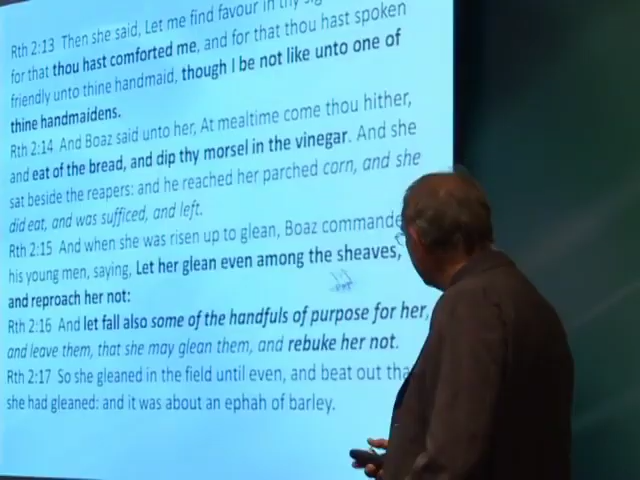 Rth 2:13 Then she said, Let me find favour in thy
for that thou hast comforted me, and for that thou hast spoken
friendly unto thine handmaid, though I be not like unto one of
thine handmaidens.
Rth 2:14 And Boaz said unto her, At mealtime come thou hither,
and eat of the bread, and dip thy morsel in the vinegar. And she
sat beside the reapers: and he reached her parched corn, and she
did eat, and was sufficed, and left.
Rth 2:15 And when she was risen up to glean, Boaz commande
his young men, saying, Let her glean even among the sheaves,
and reproach her not:
Rth 2:16 And let fall also some of the handfuls of purpose for her,
and leave them, that she may glean them, and rebuke her not.
Rth 2:17 So she gleaned in the field until even, and beat out tha
she had gleaned: and it was about an ephah of barley.